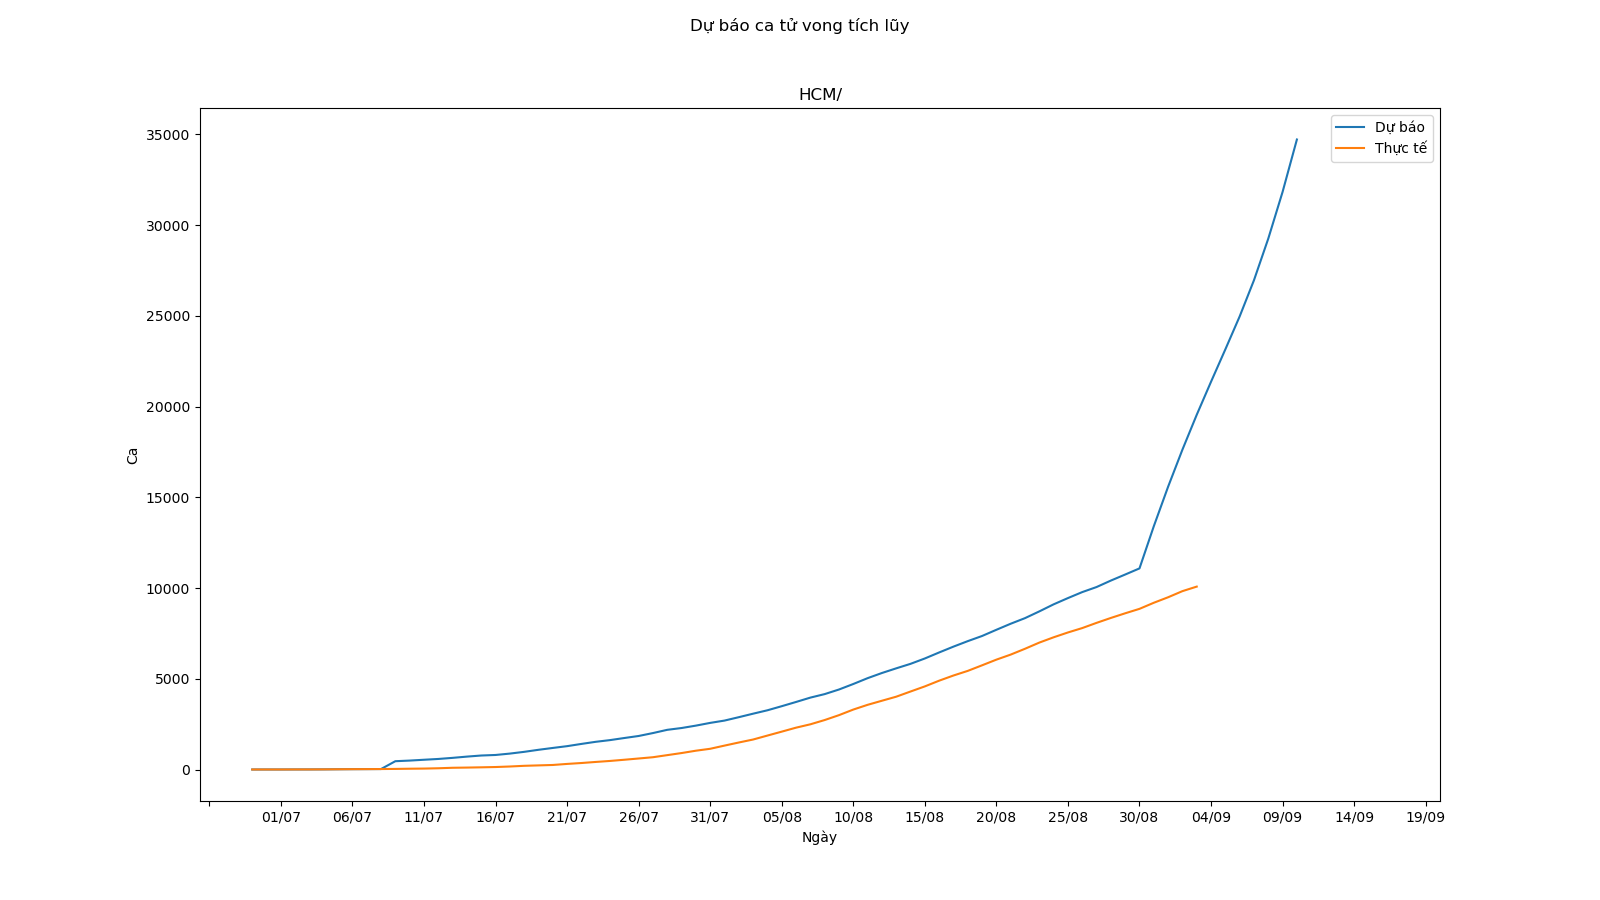 Dự báo ca tử vong tích lũy
HCM/
Dự báo
Thực tế
35000
30000
25000
20000
15000
10000
5000
0
Ca
01/07 06/07 11/07 16/07 21/07 26/07 31/07 05/08 10/08 15/08 20/08 25/08 30/08 04/09 09/09 14/09 19/09
Ngày